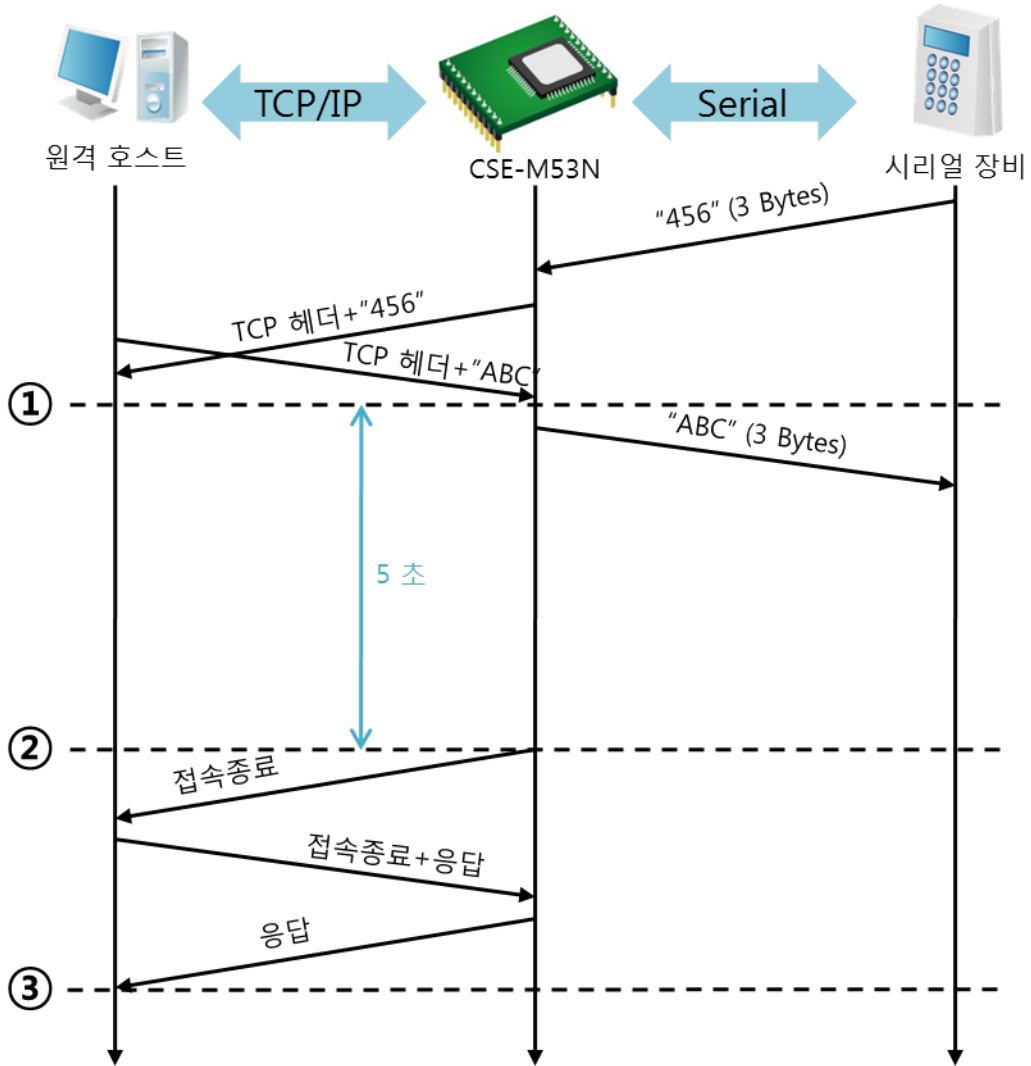 TCP/IP
Serial
원격 호스트
CSE-M53N
시리얼 장비
“456” (3 Bytes)
TCP 헤더+“456”
TCP 헤더+“ABC”
①
“ABC” (3 Bytes)
5 초
②
접속종료
접속종료+응답
응답
③